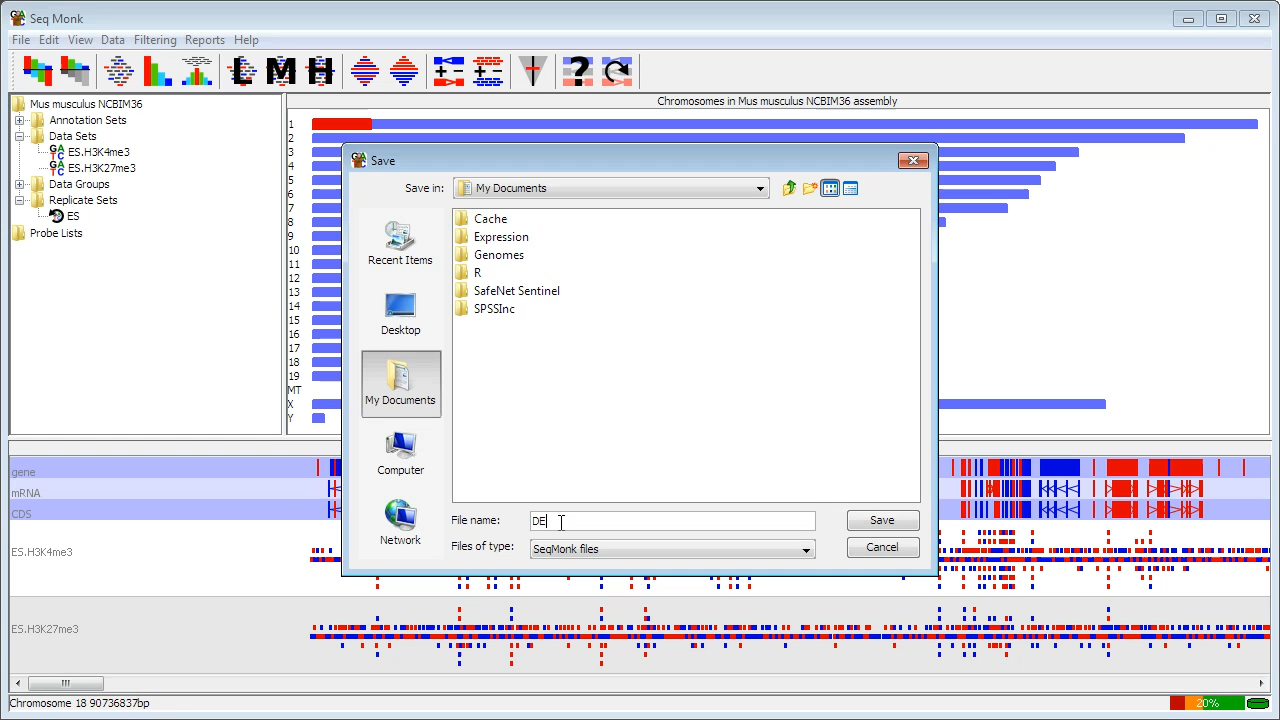 Seq Monk
File Edit View Data Filtering Reports Help
L M H ?
Mus musculus NCBIM36
Annotation Sets
Data Sets
ES.H3K4me3
ES.H3K27me3
Data Groups
Replicate Sets
ES
Probe Lists
Chromosomes in Mus musculus NCBIM36 assembly
1
2
3
4
5
6
7
8
9
10
11
12
13
14
15
16
17
18
19
MT
X
Y
Save
Save in: My Documents
Recent Items
Desktop
My Documents
Computer
Network
Cache
Expression
Genomes
R
SafeNet Sentinel
SPSSInc
File name: DE Save
Files of type: SeqMonk files Cancel
gene
mRNA
CDS
ES.H3K4me3
ES.H3K27me3
Chromosome 18 90736837bp
20%